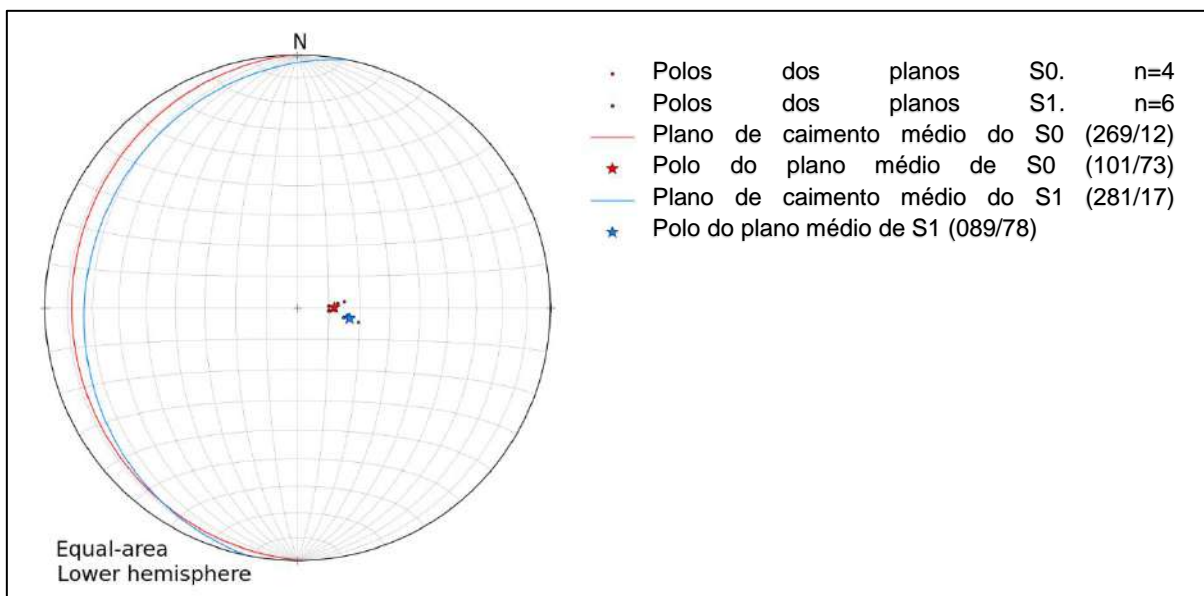 N
Polos dos planos S0. n=4
Polos dos planos S1. n=6
Plano de caimento médio do S0 (269/12)
Polo do plano médio de S0 (101/73)
Plano de caimento médio do S1 (281/17)
Polo do plano médio de S1 (089/78)
Equal-area
Lower hemisphere